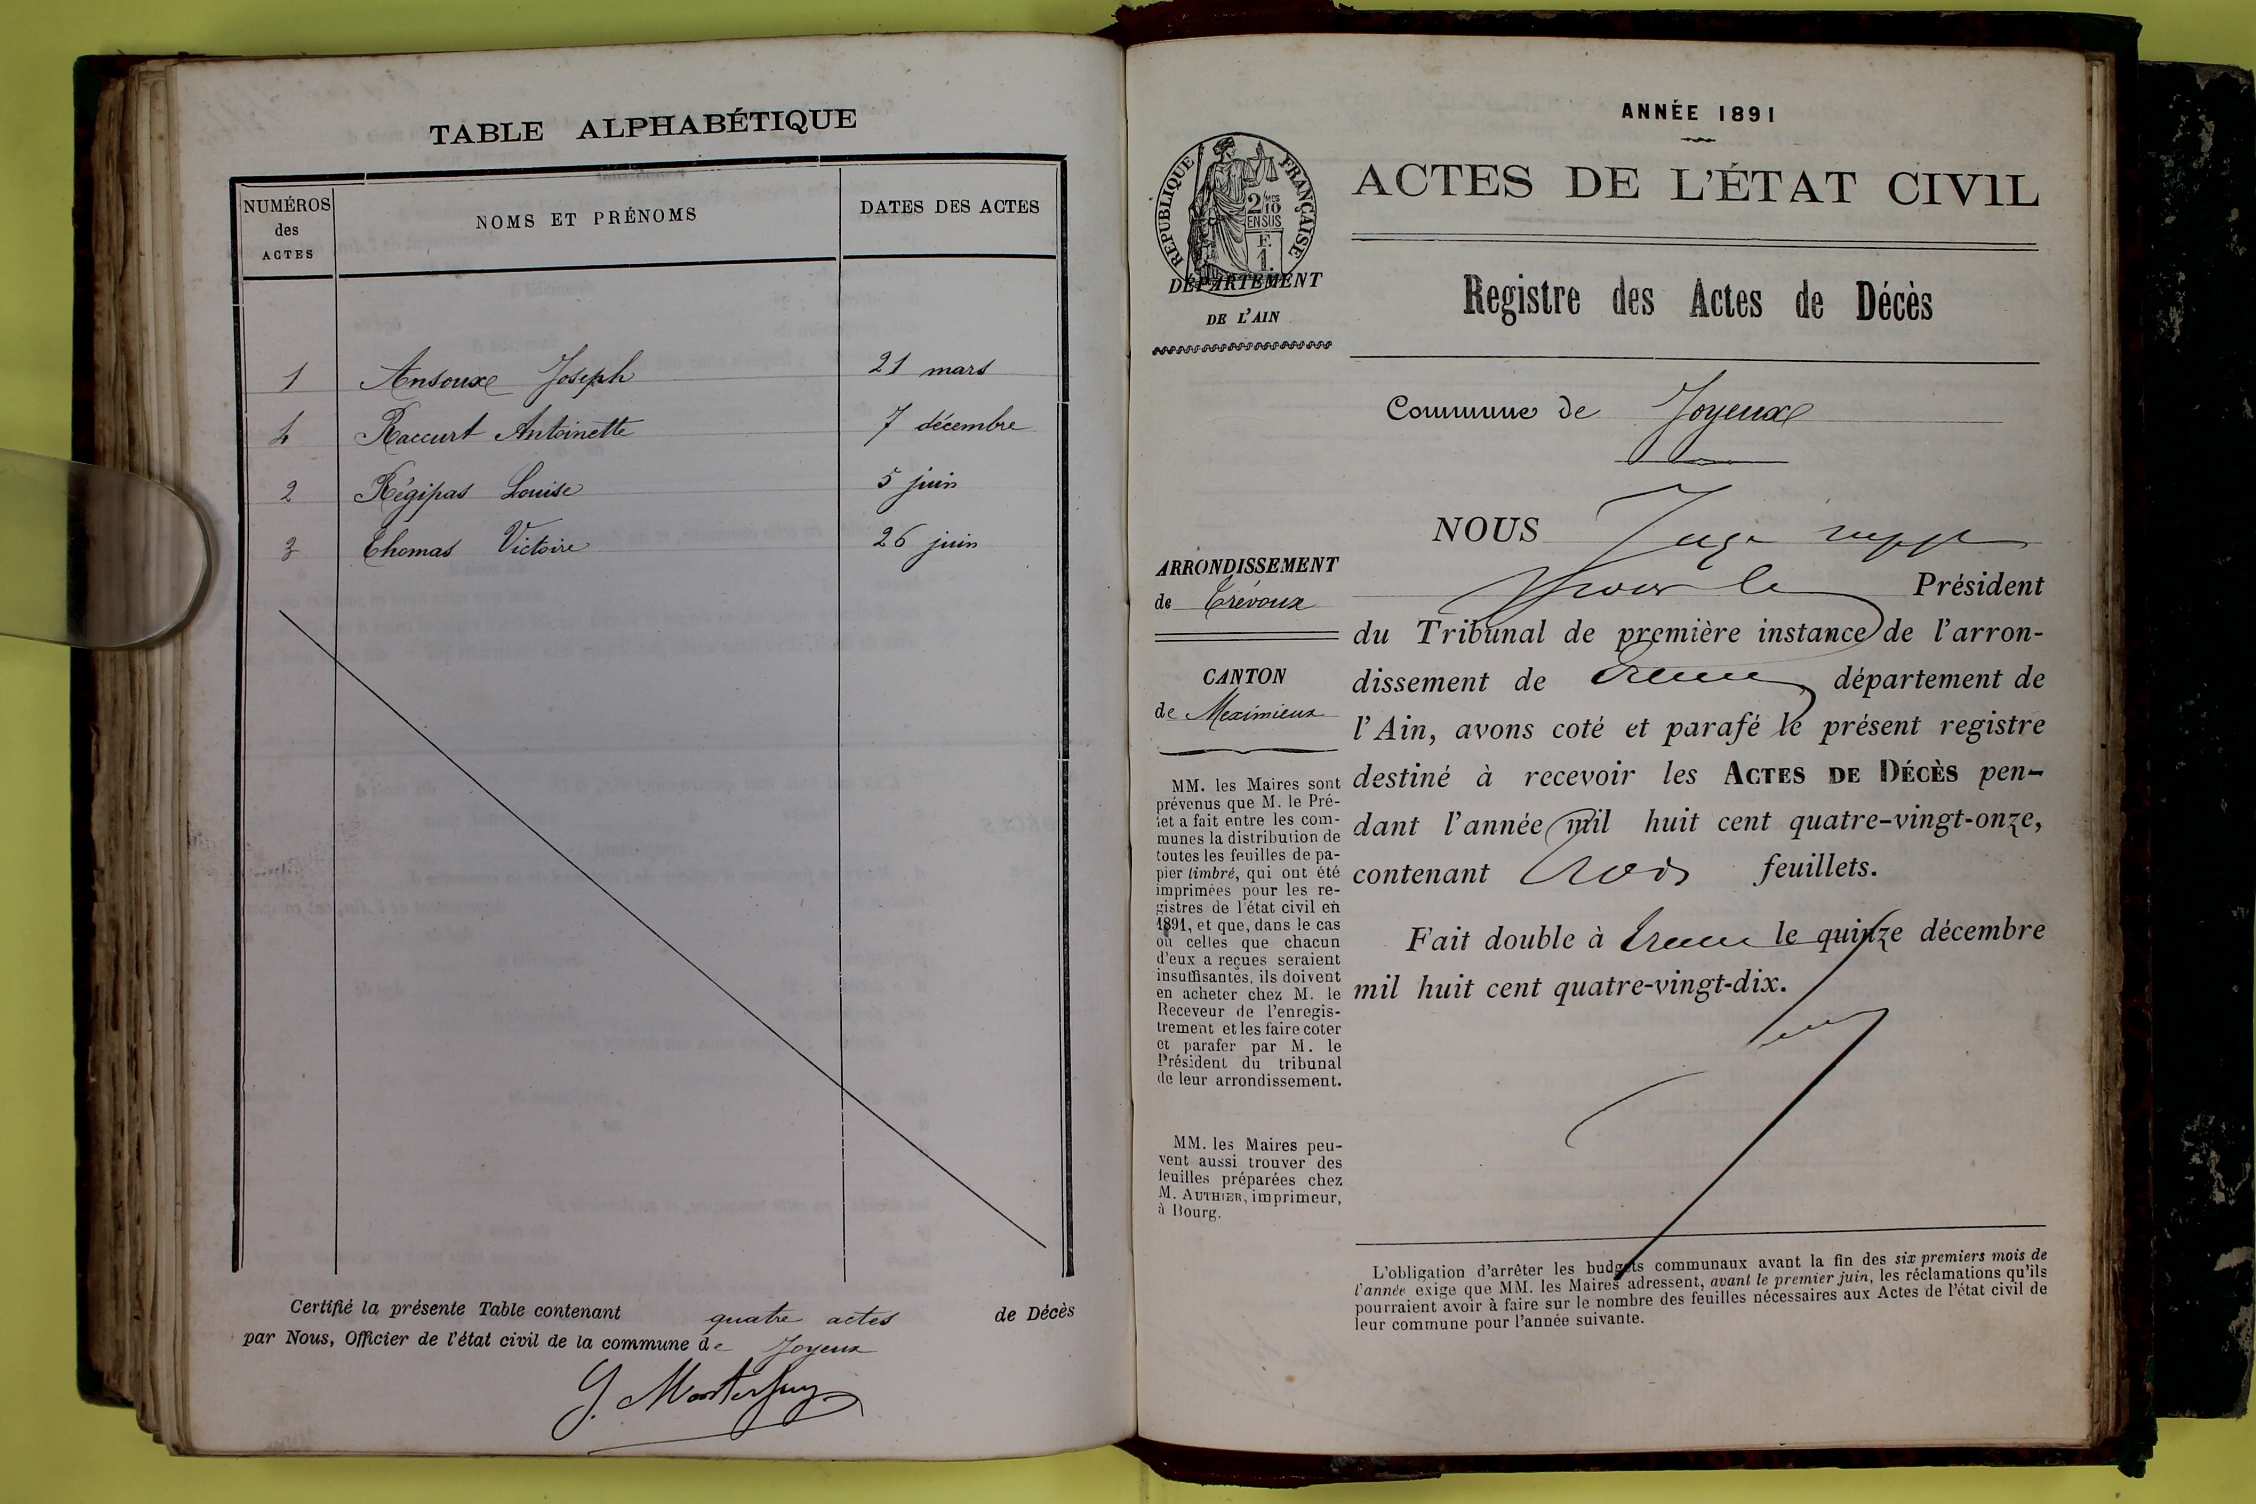 TABLE ALPHABÉTIQUE
NUMÉROS des ACTES
NOMS ET PRÉNOMS
DATES DES ACTES
1 Ansoux Joseph 21 mars
4 Raccurt Antoinette 7 décembre
2 Régipas Louise 5 juin
3 Thomas Victoire 26 juin
Certifié la présente Table contenant quatre actes de Décès
par Nous, Officier de l'état civil de la commune de Joyeux
ANNÉE 1891
ACTES DE L'ÉTAT CIVIL
RÉPUBLIQUE FRANÇAISE
2/10
EN SUS
F.
1.
DÉPARTEMENT
DE L'AIN
Registre des Actes de Décès
Commune de Joyeux
ARRONDISSEMENT
de Trévoux
CANTON
de Meximieux
MM. les Maires sont
prévenus que M. le Pré-
fet a fait entre les com-
munes la distribution de
toutes les feuilles de pa-
pier timbré, qui ont été
imprimées pour les re-
gistres de l'état civil en
1891, et que, dans le cas
où celles que chacun
d'eux a reçues seraient
insuffisantes, ils doivent
en acheter chez M. le
Receveur de l'enregis-
trement et les faire coter
et parafer par M. le
Président du tribunal
de leur arrondissement.
MM. les Maires peu-
vent aussi trouver des
feuilles préparées chez
M. AUTHIER, imprimeur,
à Bourg.
NOUS Juge supp
pour le Président
du Tribunal de première instance de l'arron-
dissement de département de
l'Ain, avons coté et parafé le présent registre
destiné à recevoir les ACTES DE DÉCÈS pen-
dant l'année mil huit cent quatre-vingt-onze,
contenant trois feuillets.
Fait double à le quinze décembre
mil huit cent quatre-vingt-dix.
L'obligation d'arrêter les budgets communaux avant la fin des six premiers mois de
l'année exige que MM. les Maires adressent, avant le premier juin, les réclamations qu'ils
pourraient avoir à faire sur le nombre des feuilles nécessaires aux Actes de l'état civil de
leur commune pour l'année suivante.